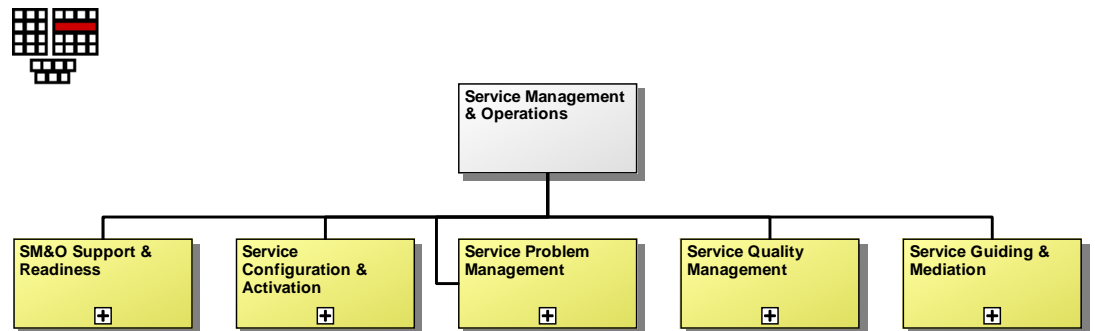 Service Management
& Operations
SM&O Support &
Readiness
Service
Configuration &
Activation
Service Problem
Management
Service Quality
Management
Service Guiding &
Mediation